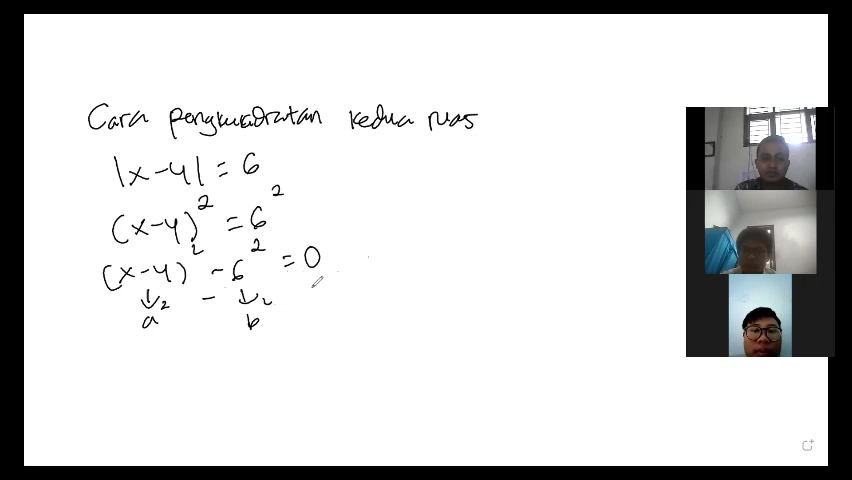 Cara pengkuadratan kedua ruas
|x-4| = 6
(x-4)² = 6²
(x-4)² - 6² = 0
↓ ↓
a² - b²